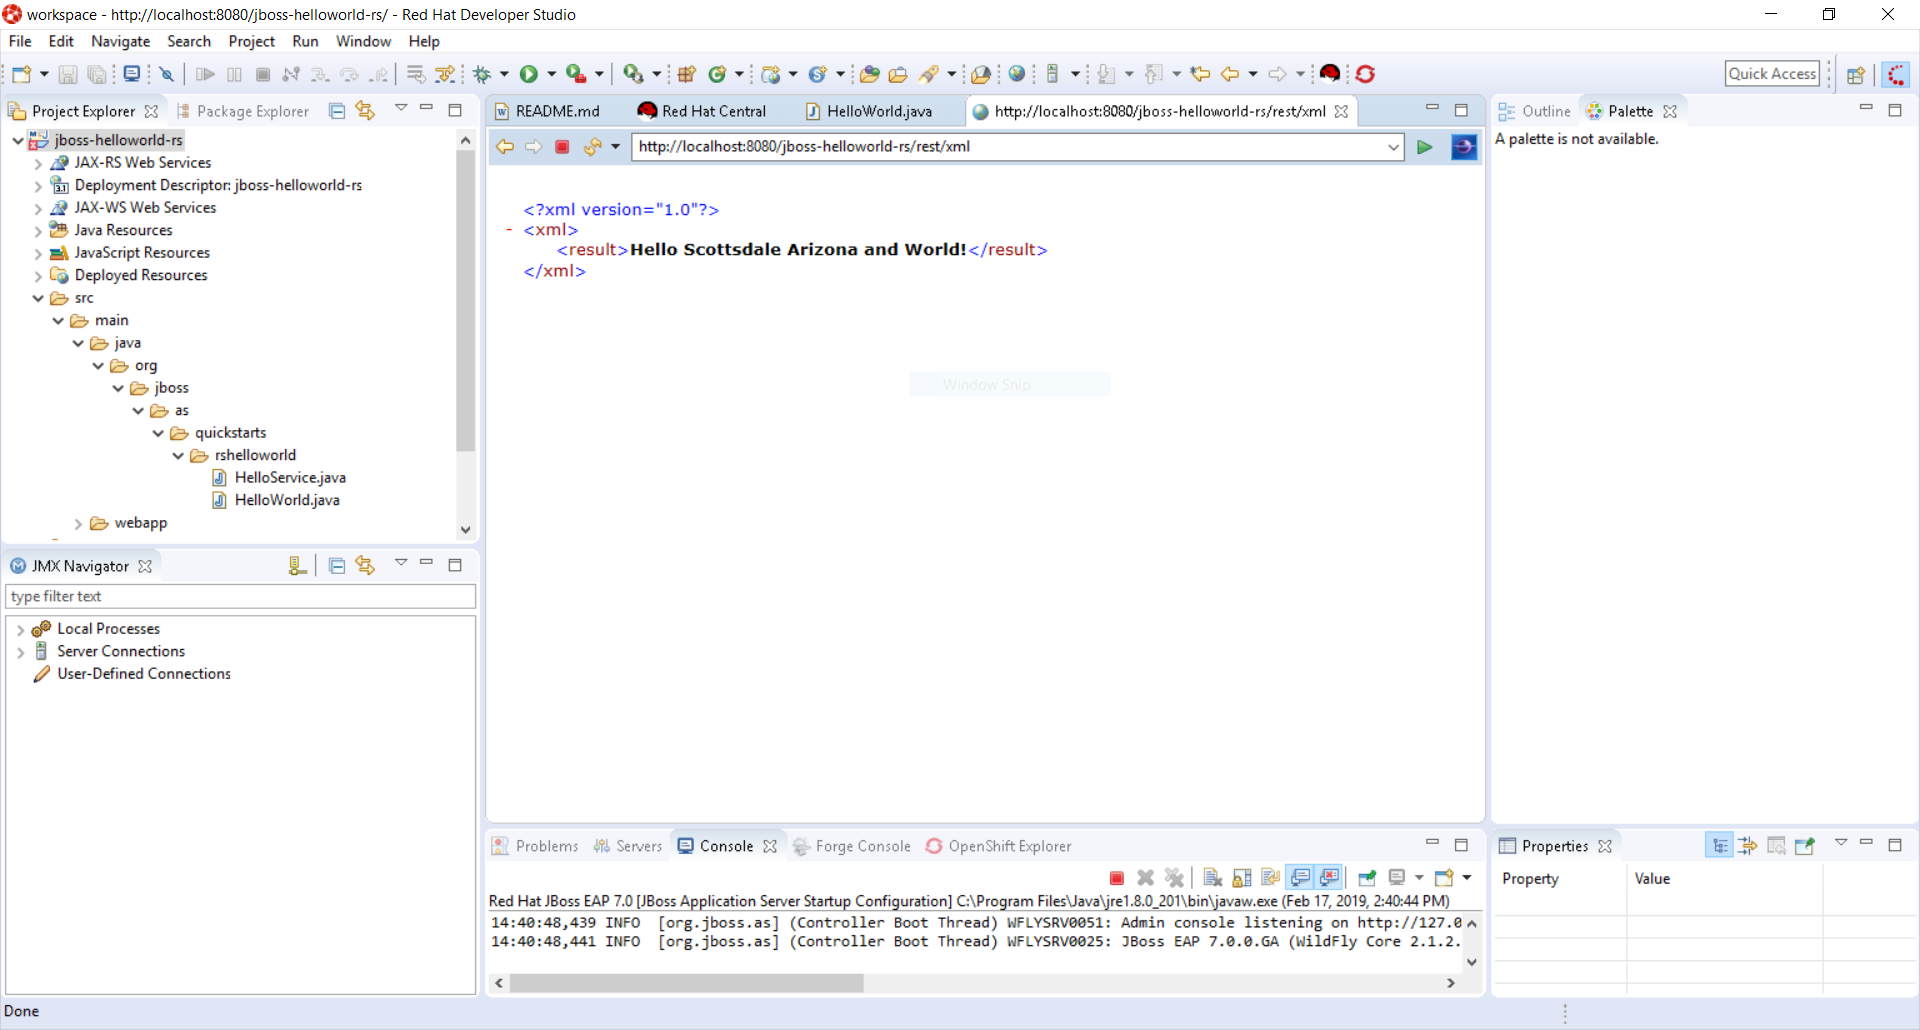 workspace - http://localhost:8080/jboss-helloworld-rs/ - Red Hat Developer Studio
File Edit Navigate Search Project Run Window Help
Quick Access
Project Explorer
Package Explorer
jboss-helloworld-rs
JAX-RS Web Services
Deployment Descriptor: jboss-helloworld-rs
JAX-WS Web Services
Java Resources
JavaScript Resources
Deployed Resources
src
main
java
org
jboss
as
quickstarts
rshelloworld
HelloService.java
HelloWorld.java
webapp
JMX Navigator
type filter text
Local Processes
Server Connections
User-Defined Connections
README.md
Red Hat Central
HelloWorld.java
http://localhost:8080/jboss-helloworld-rs/rest/xml
http://localhost:8080/jboss-helloworld-rs/rest/xml
<?xml version="1.0"?>
- <xml>
<result>Hello Scottsdale Arizona and World!</result>
</xml>
Window Snip
Outline
Palette
A palette is not available.
Problems
Servers
Console
Forge Console
OpenShift Explorer
Red Hat JBoss EAP 7.0 [JBoss Application Server Startup Configuration] C:\Program Files\Java\jre1.8.0_201\bin\javaw.exe (Feb 17, 2019, 2:40:44 PM)
14:40:48,439 INFO  [org.jboss.as] (Controller Boot Thread) WFLYSRV0051: Admin console listening on http://127.0
14:40:48,441 INFO  [org.jboss.as] (Controller Boot Thread) WFLYSRV0025: JBoss EAP 7.0.0.GA (WildFly Core 2.1.2.
Properties
Property Value
Done